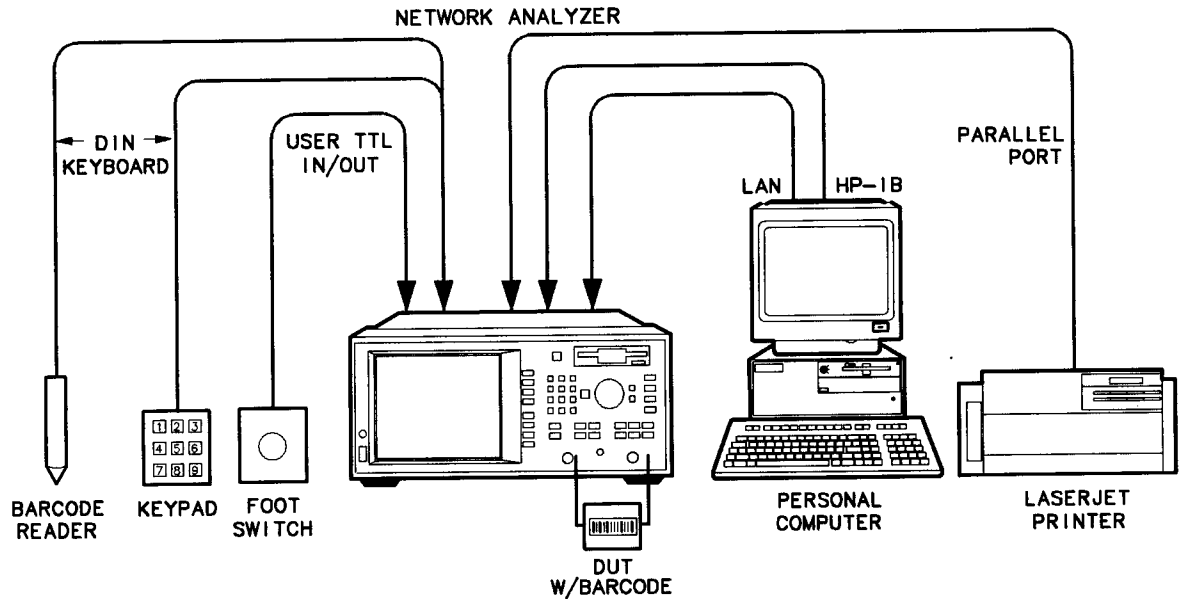 NETWORK ANALYZER
DIN
KEYBOARD
USER TTL
IN/OUT
PARALLEL
PORT
LAN
HP-1B
1 2 3
4 5 6
7 8 9
BARCODE
READER
KEYPAD
FOOT
SWITCH
DUT
W/BARCODE
PERSONAL
COMPUTER
LASERJET
PRINTER